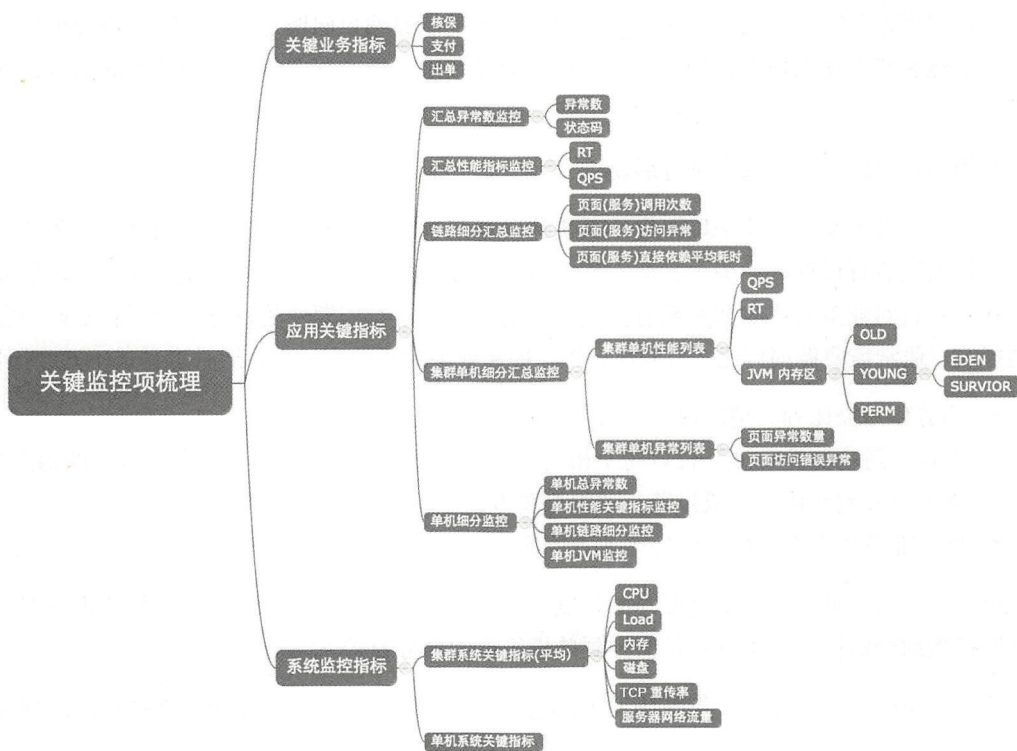 关键监控项梳理
关键业务指标
核保
支付
出单
应用关键指标
汇总异常数监控
异常数
状态码
汇总性能指标监控
RT
QPS
链路细分汇总监控
页面(服务)调用次数
页面(服务)访问异常
页面(服务)直接依赖平均耗时
集群单机细分汇总监控
集群单机性能列表
QPS
RT
JVM 内存区
OLD
YOUNG
EDEN
SURVIOR
PERM
集群单机异常列表
页面异常数量
页面访问错误异常
单机细分监控
单机总异常数
单机性能关键指标监控
单机链路细分监控
单机JVM监控
系统监控指标
集群系统关键指标(平均)
CPU
Load
内存
磁盘
TCP 重传率
服务器网络流量
单机系统关键指标